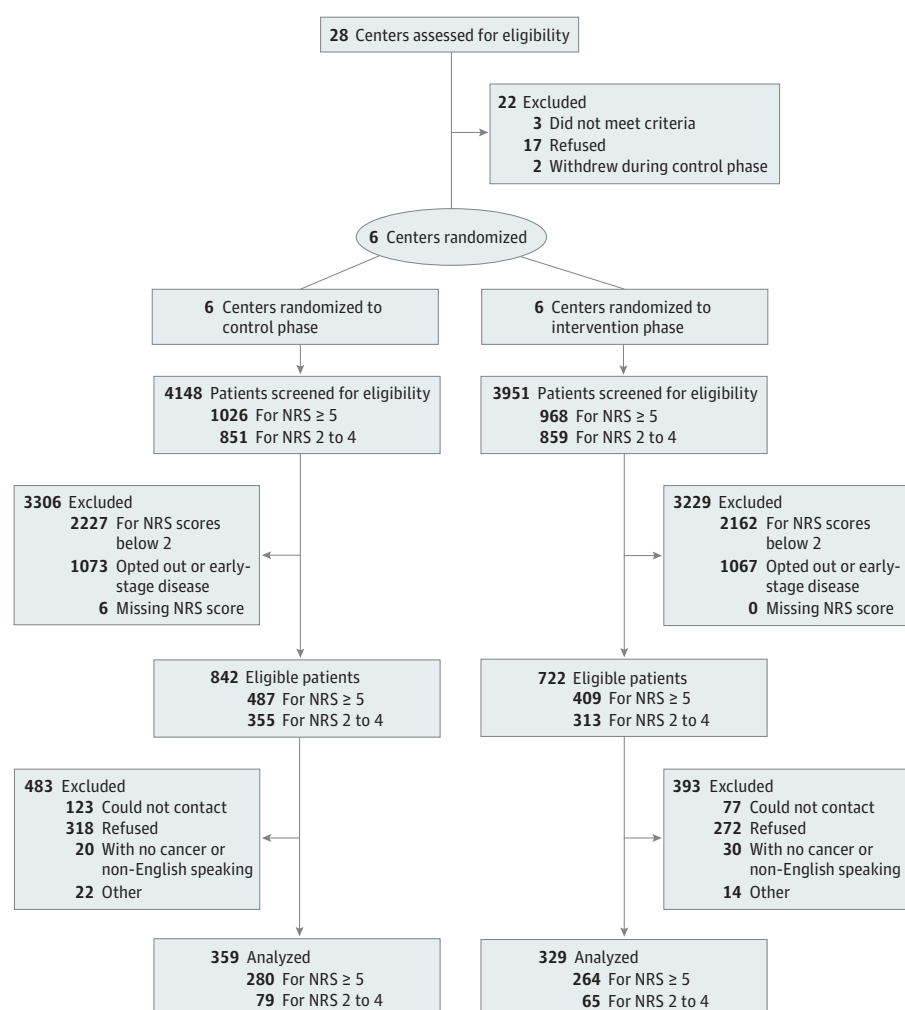 28 Centers assessed for eligibility
22 Excluded
3 Did not meet criteria
17 Refused
2 Withdrew during control phase
6 Centers randomized
6 Centers randomized to
control phase
6 Centers randomized to
intervention phase
4148 Patients screened for eligibility
1026 For NRS ≥ 5
851 For NRS 2 to 4
3951 Patients screened for eligibility
968 For NRS ≥ 5
859 For NRS 2 to 4
3306 Excluded
2227 For NRS scores
below 2
1073 Opted out or early-
stage disease
6 Missing NRS score
3229 Excluded
2162 For NRS scores
below 2
1067 Opted out or early-
stage disease
0 Missing NRS score
842 Eligible patients
487 For NRS ≥ 5
355 For NRS 2 to 4
722 Eligible patients
409 For NRS ≥ 5
313 For NRS 2 to 4
483 Excluded
123 Could not contact
318 Refused
20 With no cancer or
non-English speaking
22 Other
393 Excluded
77 Could not contact
272 Refused
30 With no cancer or
non-English speaking
14 Other
359 Analyzed
280 For NRS ≥ 5
79 For NRS 2 to 4
329 Analyzed
264 For NRS ≥ 5
65 For NRS 2 to 4